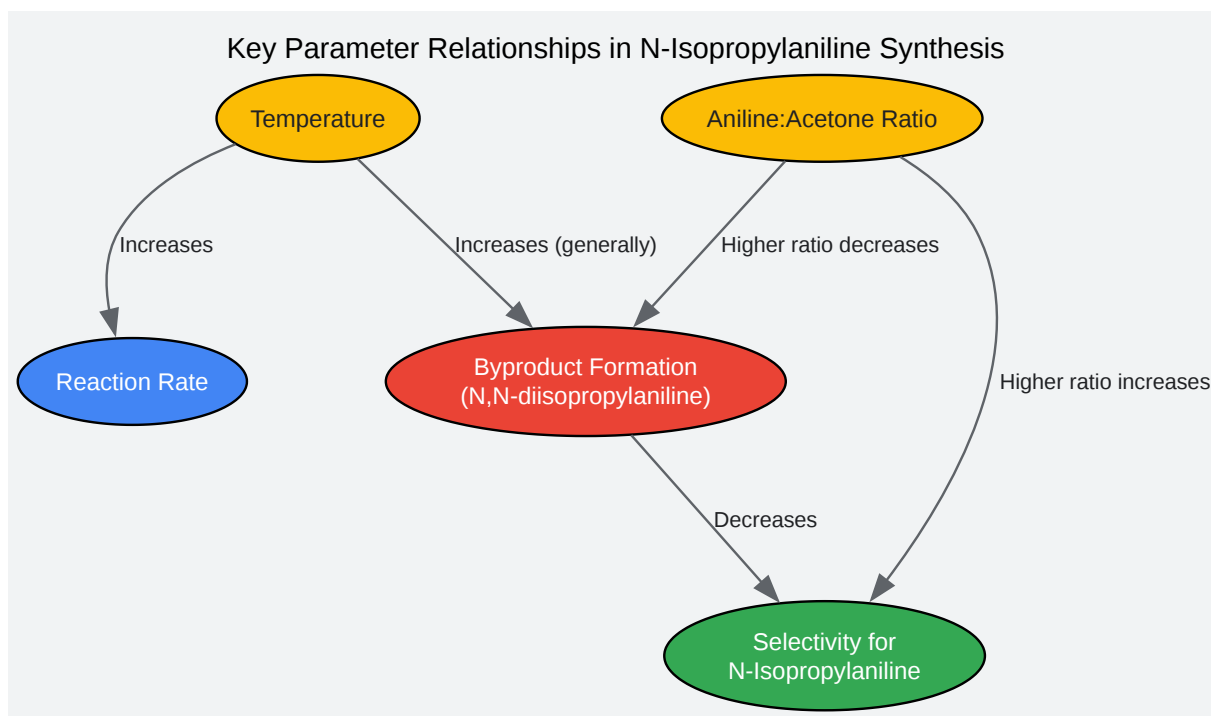 Key Parameter Relationships in N-Isopropylaniline Synthesis
Temperature
Aniline:Acetone Ratio
Increases
Increases (generally)
Higher ratio decreases
Reaction Rate
Byproduct Formation
(N,N-diisopropylaniline)
Higher ratio increases
Decreases
Selectivity for
N-Isopropylaniline